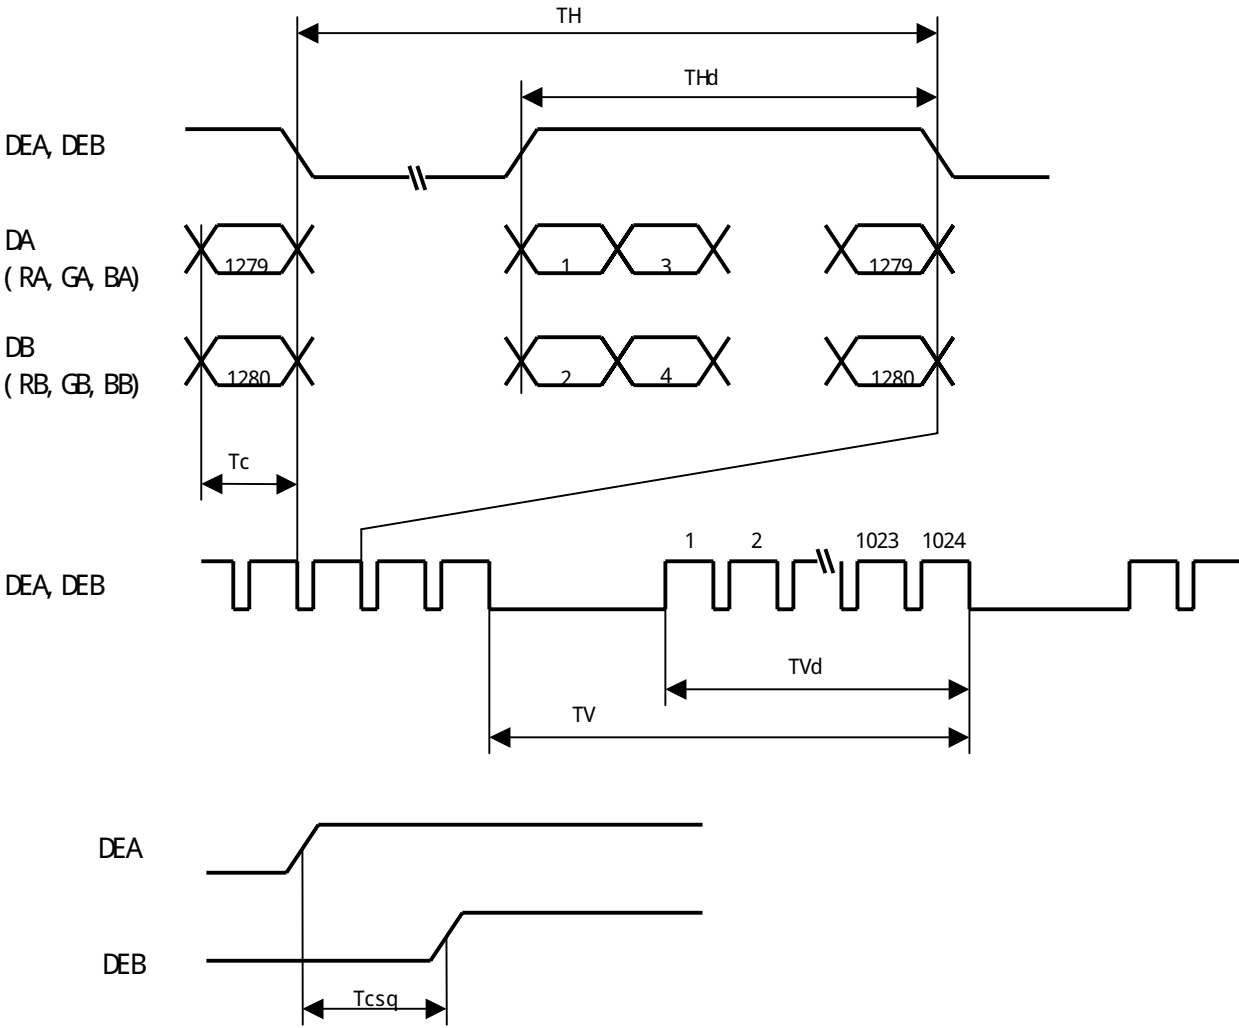 TH
THd
DEA, DEB
DA
( RA, GA, BA)
1279
1
3
1279
DB
( RB, GB, BB)
1280
2
4
1280
Tc
1
2
1023
1024
DEA, DEB
TVd
TV
DEA
DEB
Tcsq